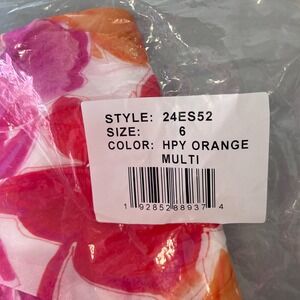 STYLE: 24ES52
SIZE: 6
COLOR: HPY ORANGE
MULTI
1 92852 88937 4